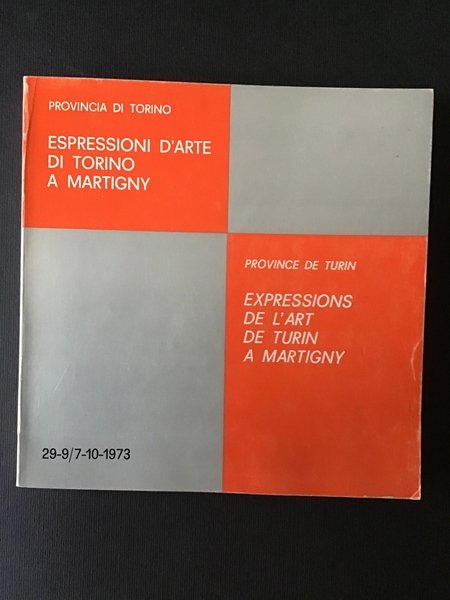 PROVINCIA DI TORINO
ESPRESSIONI D'ARTE
DI TORINO
A MARTIGNY
PROVINCE DE TURIN
EXPRESSIONS
DE L'ART
DE TURIN
A MARTIGNY
29-9/7-10-1973